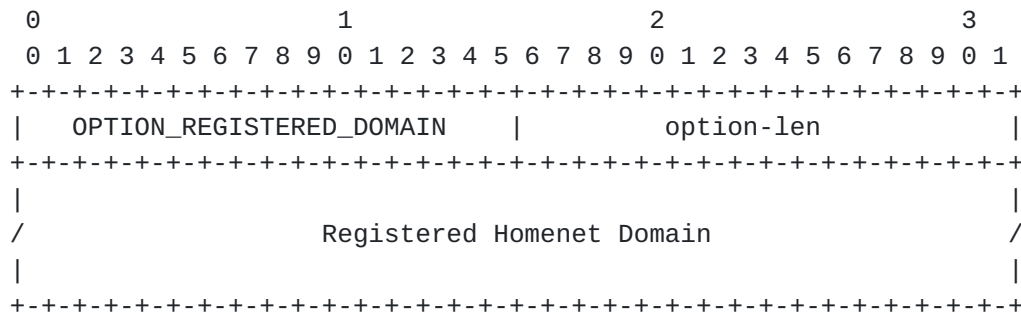 0                   1                   2                   3
 0 1 2 3 4 5 6 7 8 9 0 1 2 3 4 5 6 7 8 9 0 1 2 3 4 5 6 7 8 9 0 1
+-+-+-+-+-+-+-+-+-+-+-+-+-+-+-+-+-+-+-+-+-+-+-+-+-+-+-+-+-+-+-+-+
|   OPTION_REGISTERED_DOMAIN    |         option-len            |
+-+-+-+-+-+-+-+-+-+-+-+-+-+-+-+-+-+-+-+-+-+-+-+-+-+-+-+-+-+-+-+-+
|                                                               |
/                   Registered Homenet Domain                   /
|                                                               |
+-+-+-+-+-+-+-+-+-+-+-+-+-+-+-+-+-+-+-+-+-+-+-+-+-+-+-+-+-+-+-+-+